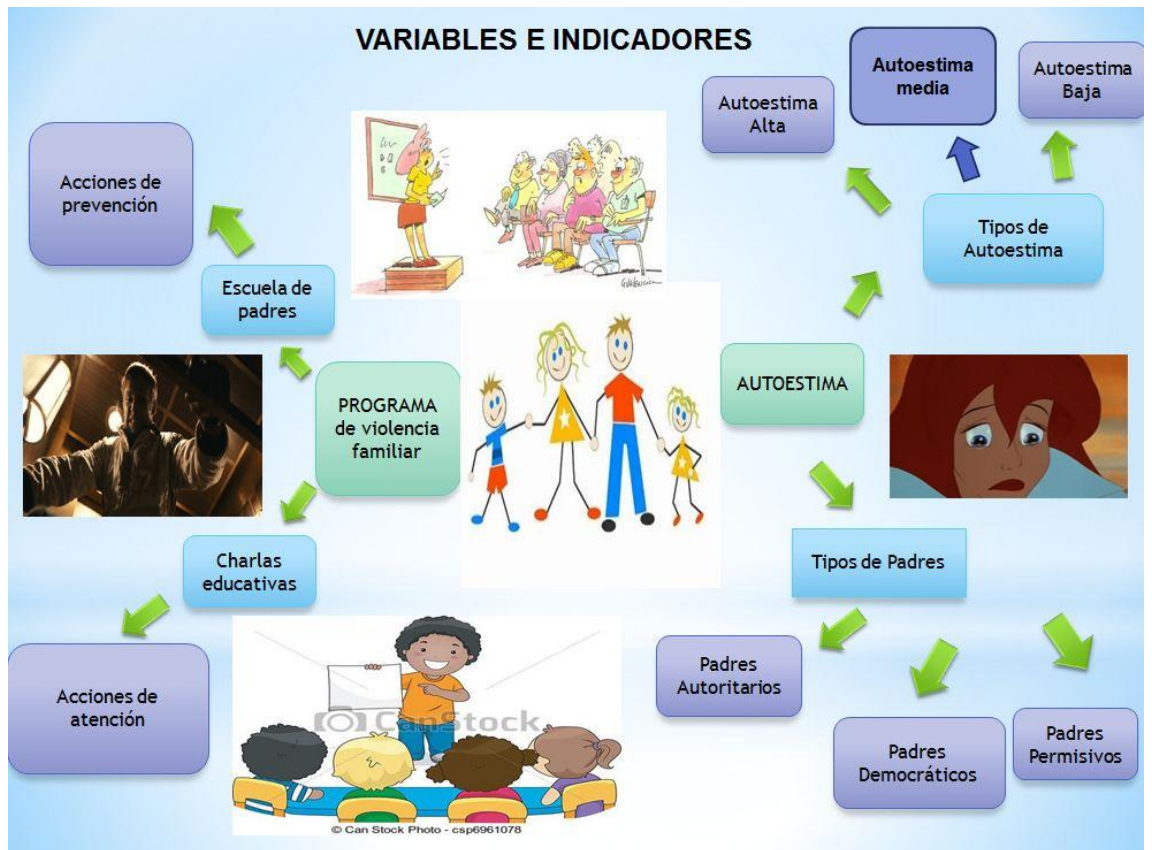 VARIABLES E INDICADORES
Autoestima
media
Autoestima
Baja
Autoestima
Alta
Acciones de
prevención
Tipos de
Autoestima
Escuela de
padres
PROGRAMA
de violencia
familiar
AUTOESTIMA
Charlas
educativas
Tipos de Padres
Acciones de
atención
Padres
Autoritarios
Padres
Democráticos
Padres
Permisivos
CanStock
© Can Stock Photo - csp6961078